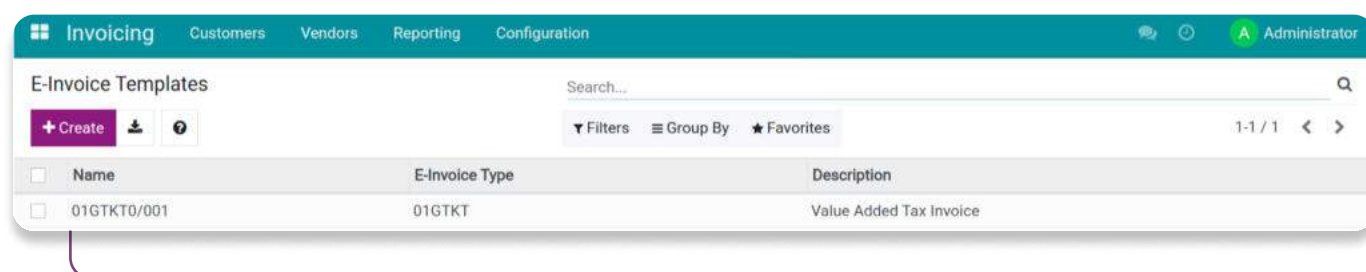 Invoicing Customers Vendors Reporting Configuration A Administrator
E-Invoice Templates Search...
Create Filters Group By Favorites 1-1 / 1
Name E-Invoice Type Description
01GTKT0/001 01GTKT Value Added Tax Invoice